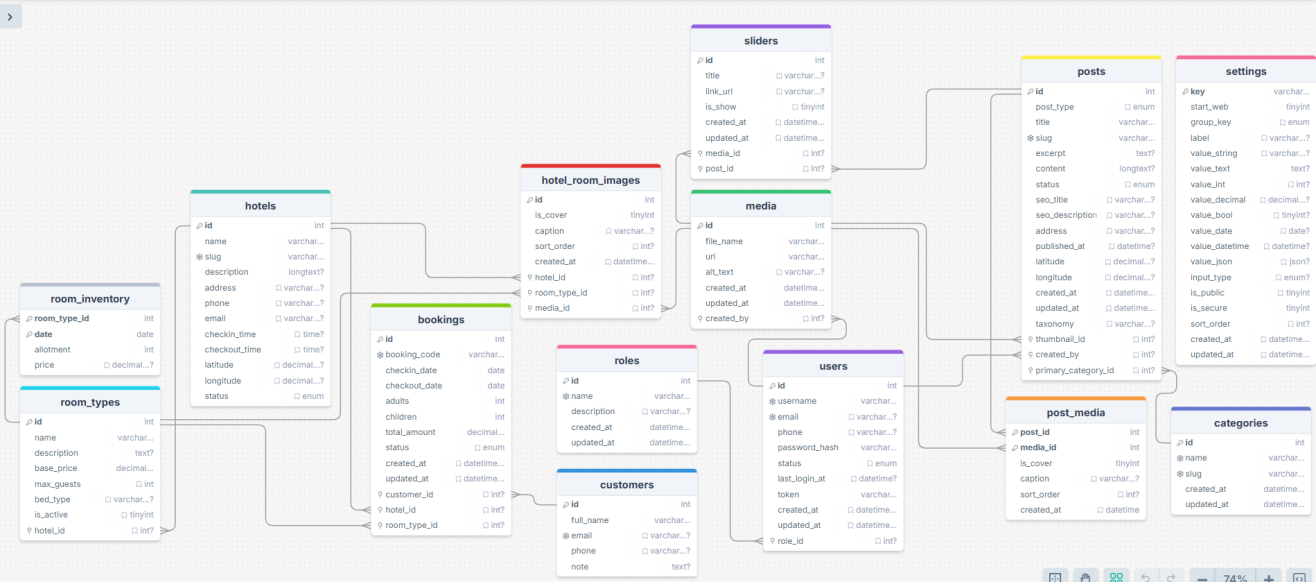 sliders
id int
title varchar...?
link_url varchar...?
is_show tinyint
created_at datetime...
updated_at datetime...
media_id int?
post_id int?
posts
id int
post_type enum
title varchar...
slug varchar...
excerpt text?
content longtext?
status enum
seo_title varchar...?
seo_description varchar...?
address varchar...?
published_at datetime?
latitude decimal...?
longitude decimal...?
created_at datetime...
updated_at datetime...
taxonomy varchar...?
thumbnail_id int?
created_by int?
primary_category_id int?
settings
key varchar...
start_web tinyint
group_key enum
label varchar...?
value_string varchar...?
value_text text?
value_int int?
value_decimal decimal...?
value_bool tinyint?
value_date date?
value_datetime datetime?
value_json json?
input_type enum?
is_public tinyint
is_secure tinyint
sort_order int?
created_at datetime...
updated_at datetime...
hotel_room_images
id int
is_cover tinyint
caption varchar...?
sort_order int?
created_at datetime...
hotel_id int?
room_type_id int?
media_id int?
hotels
id int
name varchar...
slug varchar...
description longtext?
address varchar...?
phone varchar...?
email varchar...?
checkin_time time?
checkout_time time?
latitude decimal...?
longitude decimal...?
status enum
media
id int
file_name varchar...
url varchar...
alt_text varchar...?
created_at datetime...
updated_at datetime...
created_by int?
room_inventory
room_type_id int
date date
allotment int
price decimal...?
bookings
id int
booking_code varchar...
checkin_date date
checkout_date date
adults int
children int
total_amount decimal...
status enum
created_at datetime...
updated_at datetime...
customer_id int?
hotel_id int?
room_type_id int?
roles
id int
name varchar...
description varchar...?
created_at datetime...
updated_at datetime...
users
id int
username varchar...
email varchar...?
phone varchar...?
password_hash varchar...
status enum
last_login_at datetime?
token varchar...
created_at datetime...
updated_at datetime...
role_id int?
room_types
id int
name varchar...
description text?
base_price decimal...
max_guests int
bed_type varchar...?
is_active tinyint
hotel_id int?
post_media
post_id int
media_id int
is_cover tinyint
caption varchar...?
sort_order int?
created_at datetime
categories
id int
name varchar...
slug varchar...
created_at datetime...
updated_at datetime...
customers
id int
full_name varchar...
email varchar...?
phone varchar...?
note text?
74%